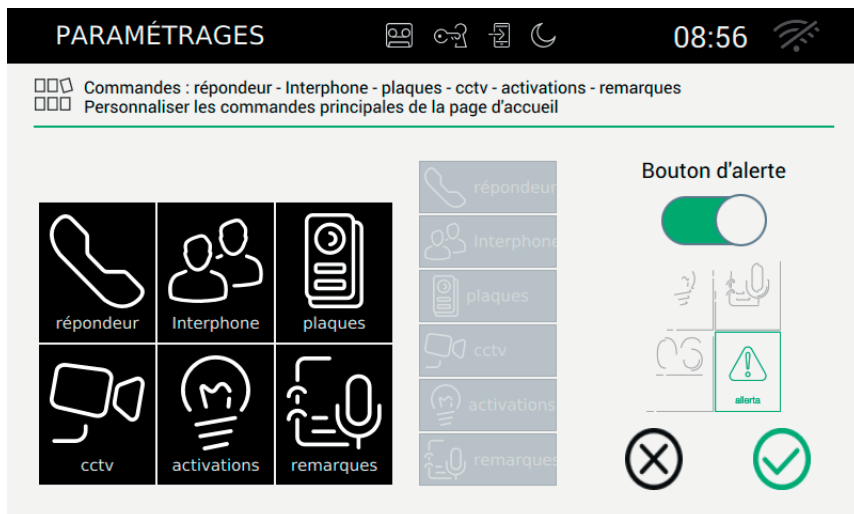 PARAMÉTRAGES
08:56
Commandes : répondeur - Interphone - plaques - cctv - activations - remarques
Personnaliser les commandes principales de la page d'accueil
répondeur
Interphone
plaques
cctv
activations
remarques
répondeur
Interphone
plaques
cctv
activations
remarques
Bouton d'alerte
allerta